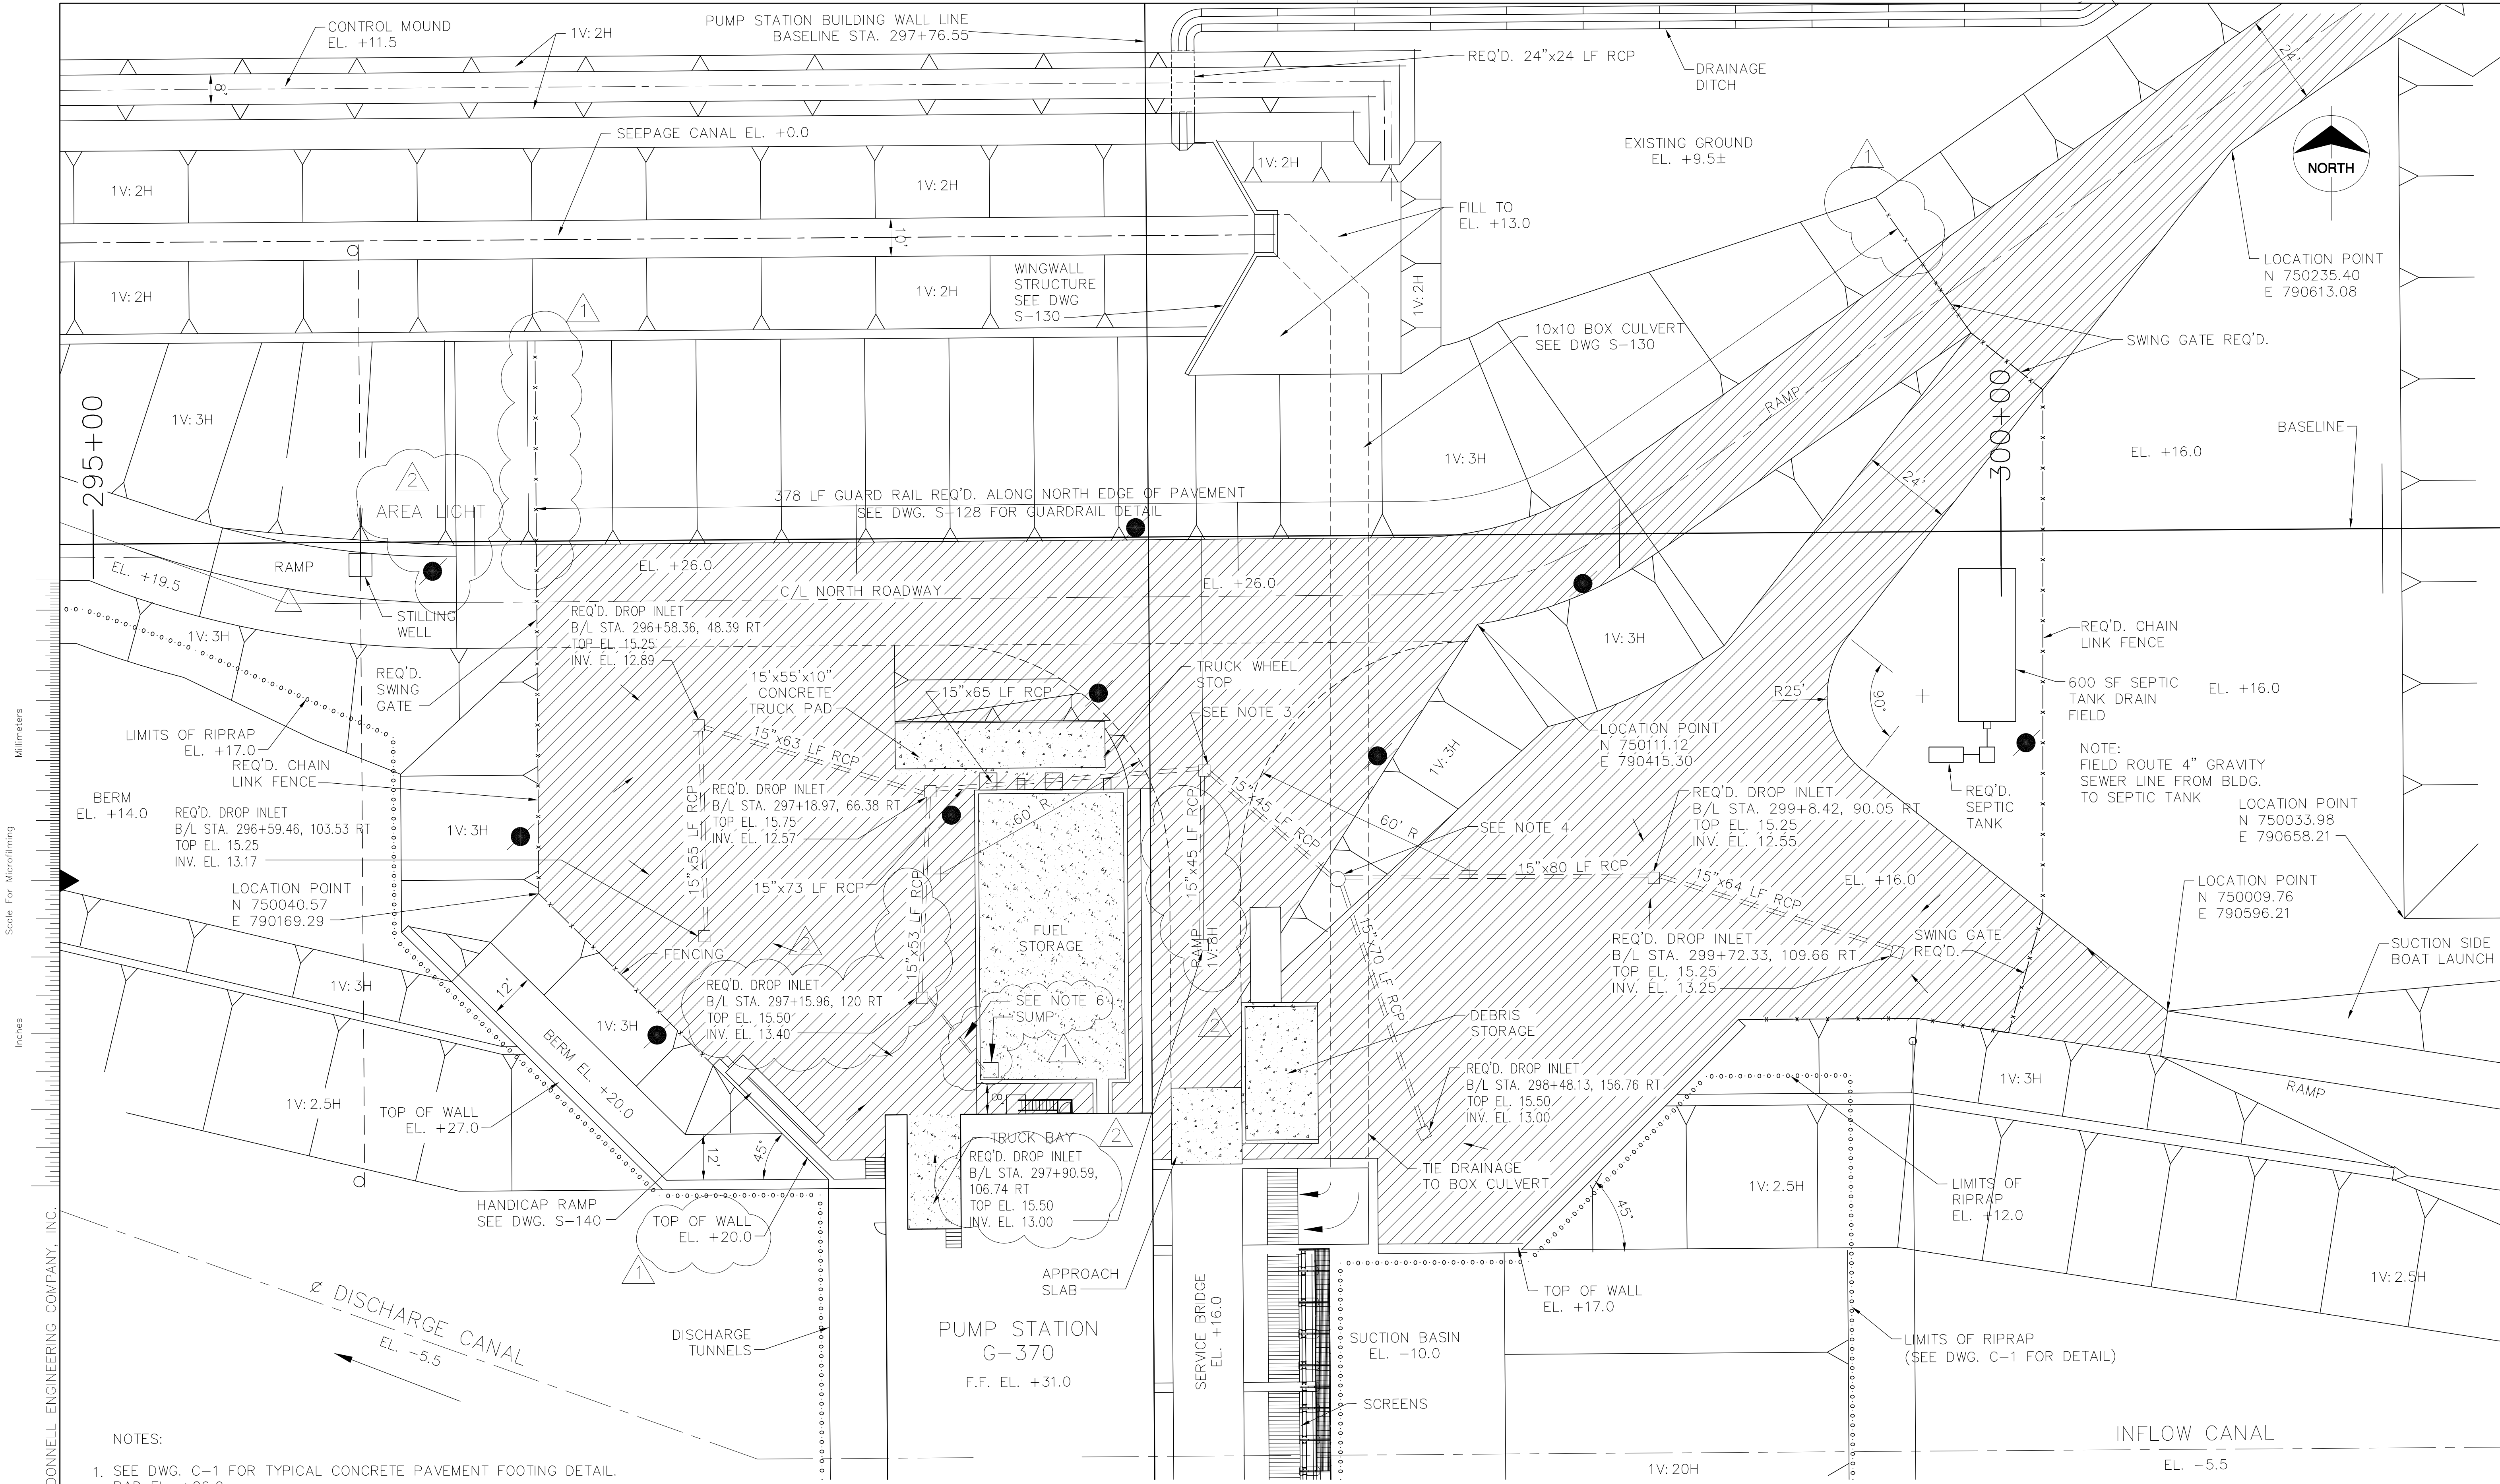 CONTROL MOUND
EL. +11.5
1V:2H
PUMP STATION BUILDING WALL LINE
BASELINE STA. 297+76.55
REQ'D. 24"x24 LF RCP
DRAINAGE
DITCH
24'
8'
SEEPAGE CANAL EL. +0.0
EXISTING GROUND
EL. +9.5±
1
NORTH
1V:2H
1V:2H
1V:2H
FILL TO
EL. +13.0
10'
LOCATION POINT
N 750235.40
E 790613.08
WINGWALL
STRUCTURE
SEE DWG
S-130
1V:2H
1V:2H
1V:2H
1
10x10 BOX CULVERT
SEE DWG S-130
SWING GATE REQ'D.
295+00
1V:3H
RAMP
300+00
BASELINE
EL. +16.0
1V:3H
2
AREA LIGHT
378 LF GUARD RAIL REQ'D. ALONG NORTH EDGE OF PAVEMENT
SEE DWG. S-128 FOR GUARDRAIL DETAIL
24'
EL. +19.5
RAMP
EL. +26.0
EL. +26.0
C/L NORTH ROADWAY
STILLING
WELL
REQ'D. DROP INLET
B/L STA. 296+58.36, 48.39 RT
TOP EL. 15.25
INV. EL. 12.89
1V:3H
1V:3H
REQ'D. CHAIN
LINK FENCE
REQ'D.
SWING
GATE
15'x55'x10"
CONCRETE
TRUCK PAD
15"x65 LF RCP
TRUCK WHEEL
STOP
SEE NOTE 3
R25'
90°
600 SF SEPTIC
TANK DRAIN
FIELD
EL. +16.0
LIMITS OF RIPRAP
EL. +17.0
15"x63 LF RCP
LOCATION POINT
N 750111.12
E 790415.30
1V:3H
NOTE:
FIELD ROUTE 4" GRAVITY
SEWER LINE FROM BLDG.
TO SEPTIC TANK
REQ'D. CHAIN
LINK FENCE
BERM
EL. +14.0
REQ'D. DROP INLET
B/L STA. 296+59.46, 103.53 RT
TOP EL. 15.25
INV. EL. 13.17
1V:3H
15"x55 LF RCP
REQ'D. DROP INLET
B/L STA. 297+18.97, 66.38 RT
TOP EL. 15.75
INV. EL. 12.57
60' R
15"x45 LF RCP
15"x45 LF RCP
60' R
SEE NOTE 4
REQ'D. DROP INLET
B/L STA. 299+8.42, 90.05 RT
TOP EL. 15.25
INV. EL. 12.55
REQ'D.
SEPTIC
TANK
LOCATION POINT
N 750033.98
E 790658.21
LOCATION POINT
N 750040.57
E 790169.29
15"x73 LF RCP
15"x80 LF RCP
15"x64 LF RCP
EL. +16.0
LOCATION POINT
N 750009.76
E 790596.21
FUEL
STORAGE
2
FENCING
15"x53 LF RCP
RAMP
1V:8H
15"x70 LF RCP
REQ'D. DROP INLET
B/L STA. 299+72.33, 109.66 RT
TOP EL. 15.25
INV. EL. 13.25
SWING GATE
REQ'D.
SUCTION SIDE
BOAT LAUNCH
12'
1V:3H
1V:3H
REQ'D. DROP INLET
B/L STA. 297+15.96, 120 RT
TOP EL. 15.50
INV. EL. 13.40
SEE NOTE 6
SUMP
1
2
DEBRIS
STORAGE
BERM EL. +20.0
1V:2.5H
TOP OF WALL
EL. +27.0
8'
REQ'D. DROP INLET
B/L STA. 298+48.13, 156.76 RT
TOP EL. 15.50
INV. EL. 13.00
1V:3H
RAMP
12'
45°
TRUCK BAY
2
REQ'D. DROP INLET
B/L STA. 297+90.59,
106.74 RT
TOP EL. 15.50
INV. EL. 13.00
TIE DRAINAGE
TO BOX CULVERT
1V:2.5H
LIMITS OF
RIPRAP
EL. +12.0
45°
HANDICAP RAMP
SEE DWG. S-140
TOP OF WALL
EL. +20.0
1
APPROACH
SLAB
TOP OF WALL
EL. +17.0
1V:2.5H
₵ DISCHARGE CANAL
EL. -5.5
DISCHARGE
TUNNELS
PUMP STATION
G-370
F.F. EL. +31.0
SERVICE BRIDGE
EL. +16.0
SUCTION BASIN
EL. -10.0
SCREENS
LIMITS OF RIPRAP
(SEE DWG. C-1 FOR DETAIL)
INFLOW CANAL
EL. -5.5
1V:20H
NOTES:
1. SEE DWG. C-1 FOR TYPICAL CONCRETE PAVEMENT FOOTING DETAIL.
Millimeters
Scale For Microfilming
Inches
DONNELL ENGINEERING COMPANY, INC.